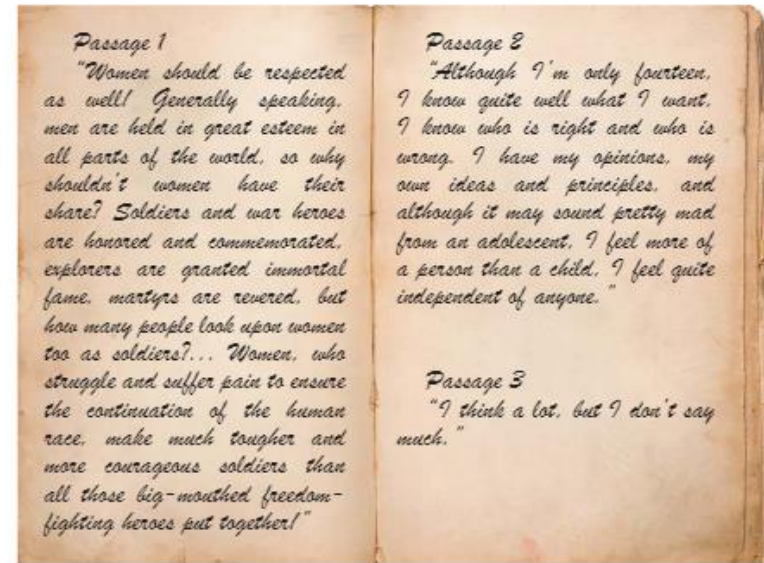 Passage 1
"Women should be respected
as well! Generally speaking,
men are held in great esteem in
all parts of the world, so why
shouldn't women have their
share? Soldiers and war heroes
are honored and commemorated,
explorers are granted immortal
fame, martyrs are revered, but
how many people look upon women
too as soldiers?... Women, who
struggle and suffer pain to ensure
the continuation of the human
race, make much tougher and
more courageous soldiers than
all those big-mouthed freedom-
fighting heroes put together!"
Passage 2
"Although I'm only fourteen,
I know quite well what I want,
I know who is right and who is
wrong. I have my opinions, my
own ideas and principles, and
although it may sound pretty mad
from an adolescent, I feel more of
a person than a child, I feel quite
independent of anyone."
Passage 3
"I think a lot, but I don't say
much."